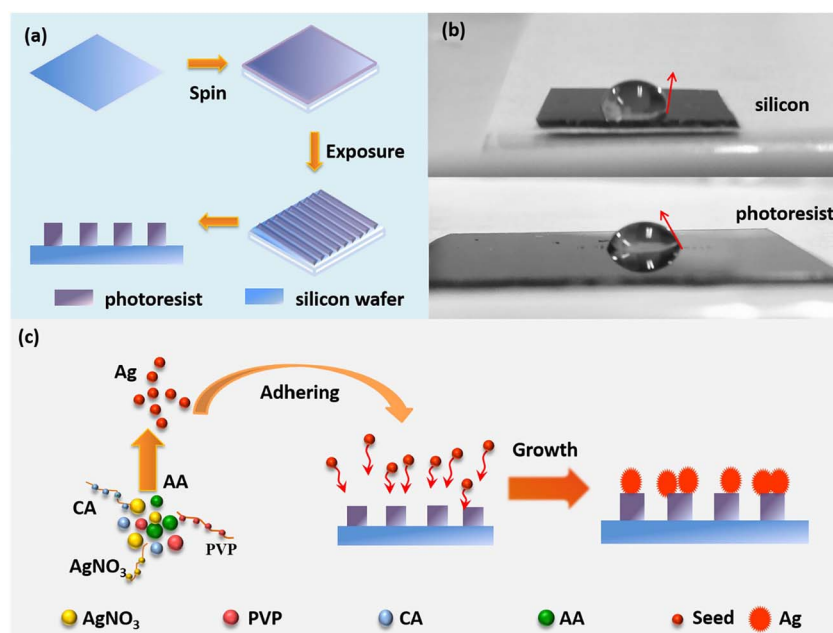 (a)
Spin
Exposure
photoresist
silicon wafer
(b)
silicon
photoresist
(c)
Ag
Adhering
Growth
AA
CA
PVP
AgNO₃
AgNO₃
PVP
CA
AA
Seed
Ag